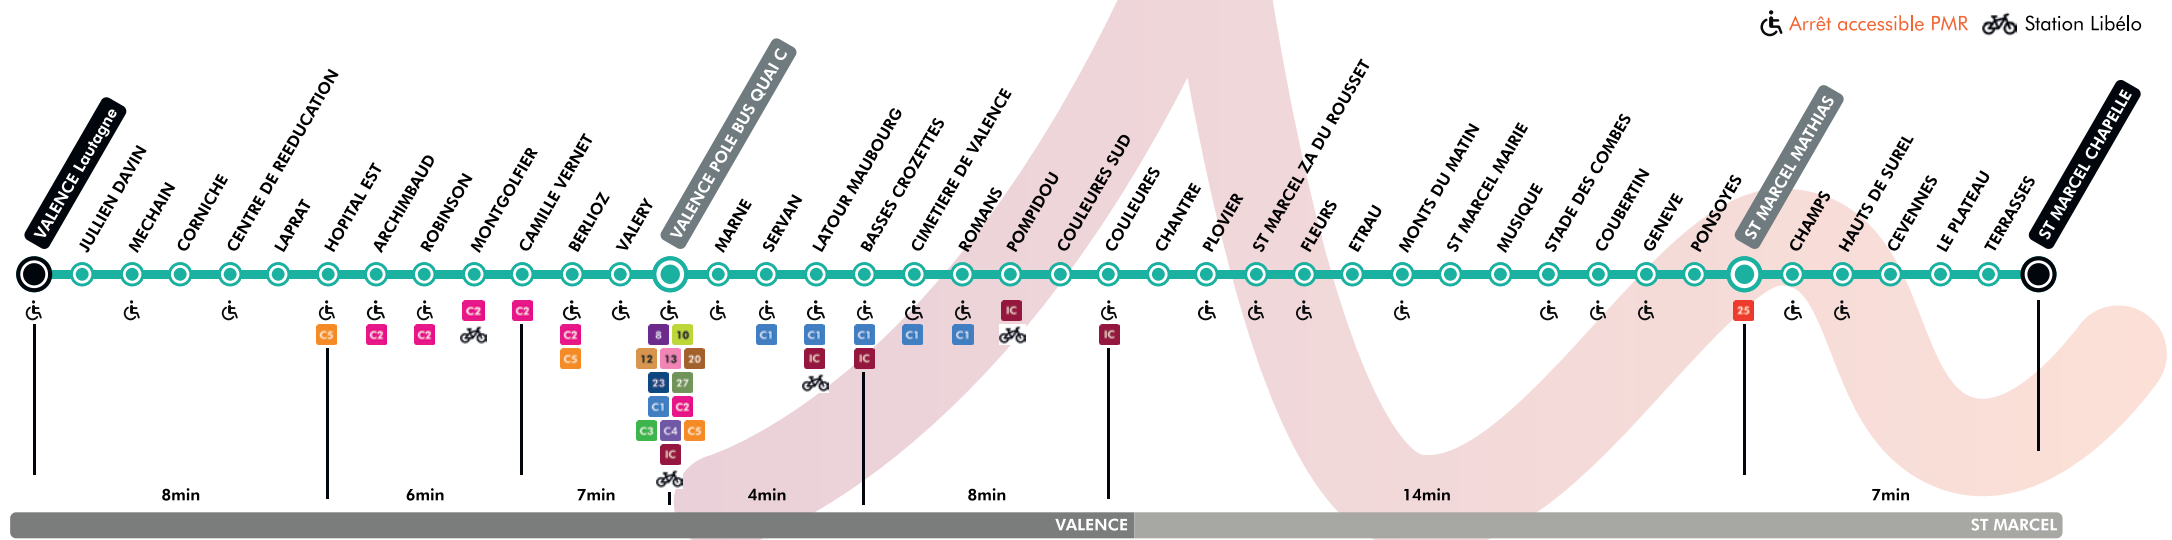 Arrêt accessible PMR
Station Libélo
VALENCE Lautagne
JULLIEN DAVIN
MECHAIN
CORNICHE
CENTRE DE REEDUCATION
LAPRAT
HOPITAL EST
ARCHIMBAUD
ROBINSON
MONTGOLFIER
CAMILLE VERNET
BERLIOZ
VALERY
VALENCE POLE BUS QUAI C
MARNE
SERVAN
LATOUR MAUBOURG
BASSES CROZETTES
CIMETIERE DE VALENCE
ROMANS
POMPIDOU
COULEURES SUD
COULEURES
CHANTRE
PLOVIER
ST MARCEL ZA DU ROUSSET
FLEURS
ETRAU
MONTS DU MATIN
ST MARCEL MAIRIE
MUSIQUE
STADE DES COMBES
COUBERTIN
GENEVE
PONSOYES
ST MARCEL MATHIAS
CHAMPS
HAUTS DE SUREL
CEVENNES
LE PLATEAU
TERRASSES
ST MARCEL CHAPELLE
C5
C2
C2
C2
C2
C2
C5
8 10
12 13 20
23 27
C1 C2
C3 C4 C5
IC
C1
C1
IC
C1
IC
C1
C1
IC
IC
25
8min
6min
7min
4min
8min
14min
7min
VALENCE
ST MARCEL